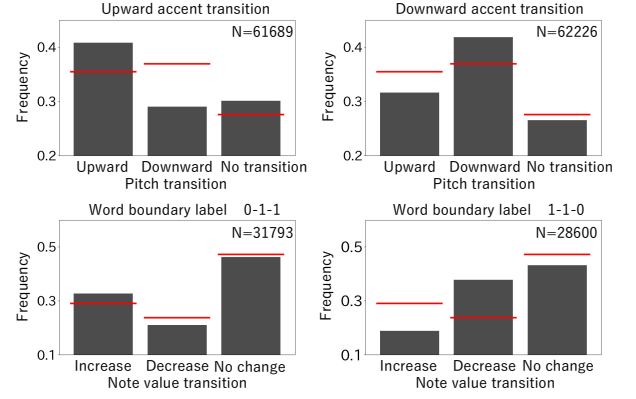 Upward accent transition
N=61689
Frequency
0.4
0.3
0.2
Upward Downward No transition
Pitch transition
Downward accent transition
N=62226
Frequency
0.4
0.3
0.2
Upward Downward No transition
Pitch transition
Word boundary label 0-1-1
N=31793
Frequency
0.5
0.3
0.1
Increase Decrease No change
Note value transition
Word boundary label 1-1-0
N=28600
Frequency
0.5
0.3
0.1
Increase Decrease No change
Note value transition